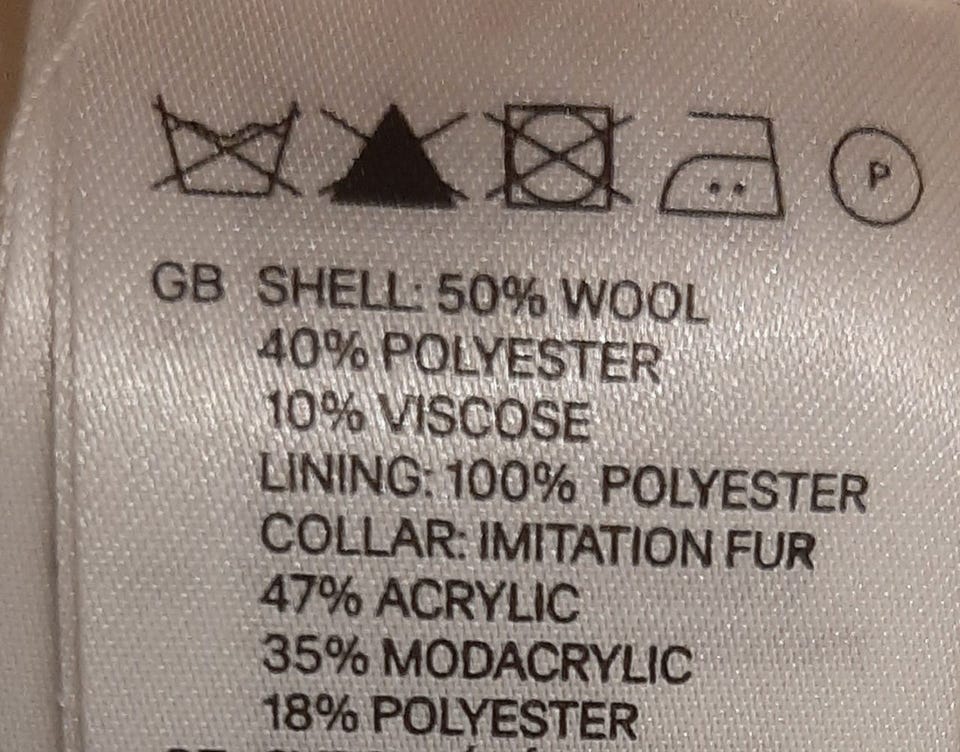 P
GB SHELL: 50% WOOL
40% POLYESTER
10% VISCOSE
LINING: 100% POLYESTER
COLLAR: IMITATION FUR
47% ACRYLIC
35% MODACRYLIC
18% POLYESTER